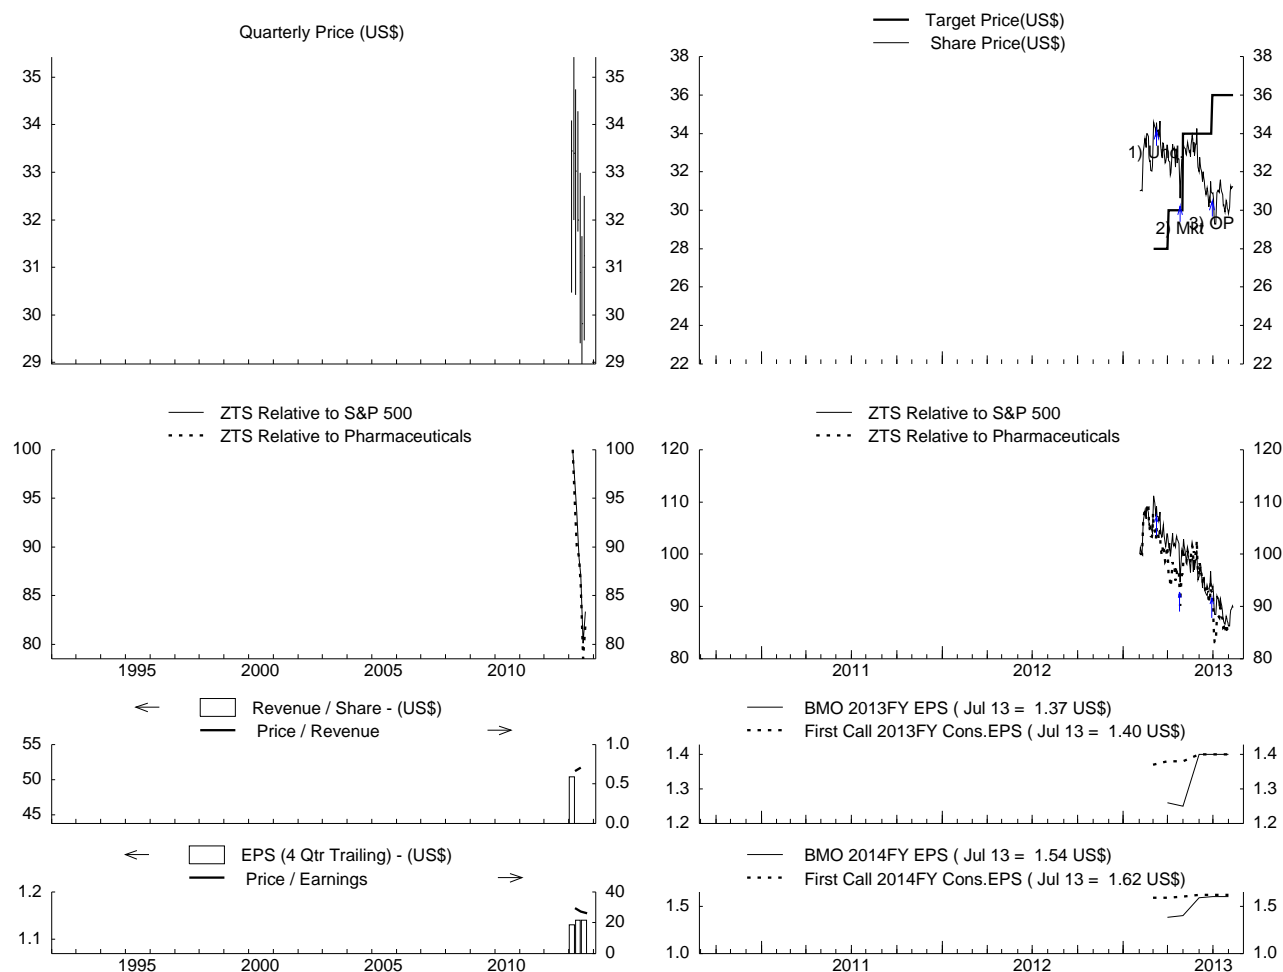 Quarterly Price (US$)
35 35
34 34
33 33
32 32
31 31
30 30
29 29
Target Price(US$)
Share Price(US$)
38 38
36 36
34 34
32 32
30 30
28 28
26 26
24 24
22 22
1) Und
2) Mkt
3) OP
ZTS Relative to S&P 500
ZTS Relative to Pharmaceuticals
100 100
95 95
90 90
85 85
80 80
1995 2000 2005 2010
ZTS Relative to S&P 500
ZTS Relative to Pharmaceuticals
120 120
110 110
100 100
90 90
80 80
2011 2012 2013
Revenue / Share - (US$)
Price / Revenue
55 1.0
50 0.5
45 0.0
BMO 2013FY EPS ( Jul 13 = 1.37 US$)
First Call 2013FY Cons.EPS ( Jul 13 = 1.40 US$)
1.4 1.4
1.3 1.3
1.2 1.2
EPS (4 Qtr Trailing) - (US$)
Price / Earnings
1.2 40
20
1.1 0
1995 2000 2005 2010
BMO 2014FY EPS ( Jul 13 = 1.54 US$)
First Call 2014FY Cons.EPS ( Jul 13 = 1.62 US$)
1.5 1.5
1.0 1.0
2011 2012 2013